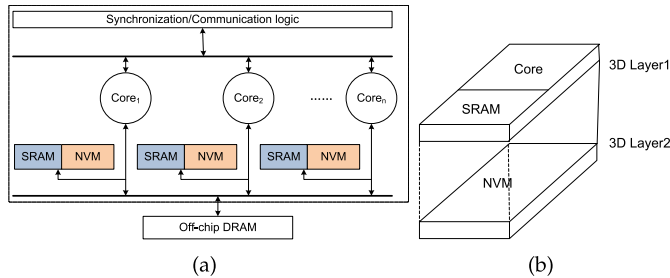 Synchronization/Communication logic
Core1
Core2
......
Coren
SRAM NVM
SRAM NVM
SRAM NVM
Off-chip DRAM
(a)
Core
3D Layer1
SRAM
3D Layer2
NVM
(b)